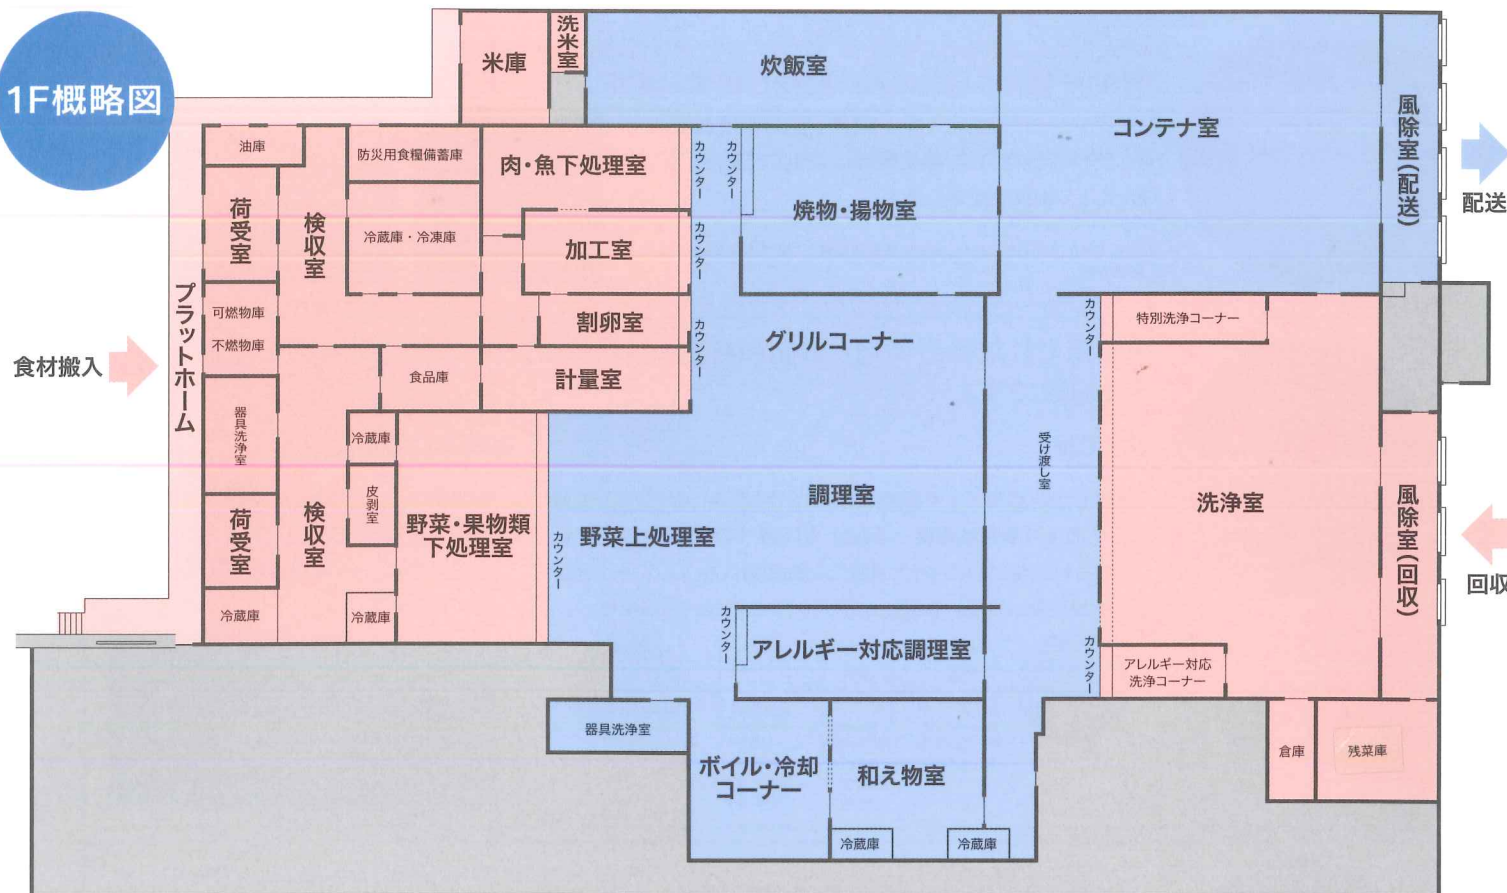 1F概略図
米庫
洗米室
炊飯室
コンテナ室
風除室(配送)
配送
油庫
防災用食糧備蓄庫
肉・魚下処理室
カウンター
カウンター
焼物・揚物室
荷受室
検収室
冷蔵庫・冷凍庫
加工室
カウンター
プラットホーム
可燃物庫
不燃物庫
割卵室
カウンター
グリルコーナー
カウンター
特別洗浄コーナー
食材搬入
食品庫
計量室
器具洗浄室
冷蔵庫
受け渡し室
皮剥室
荷受室
検収室
野菜・果物類
下処理室
カウンター
野菜上処理室
調理室
洗浄室
風除室(回収)
回収
冷蔵庫
冷蔵庫
カウンター
アレルギー対応調理室
カウンター
アレルギー対応
洗浄コーナー
器具洗浄室
ボイル・冷却
コーナー
和え物室
倉庫
残菜庫
冷蔵庫
冷蔵庫